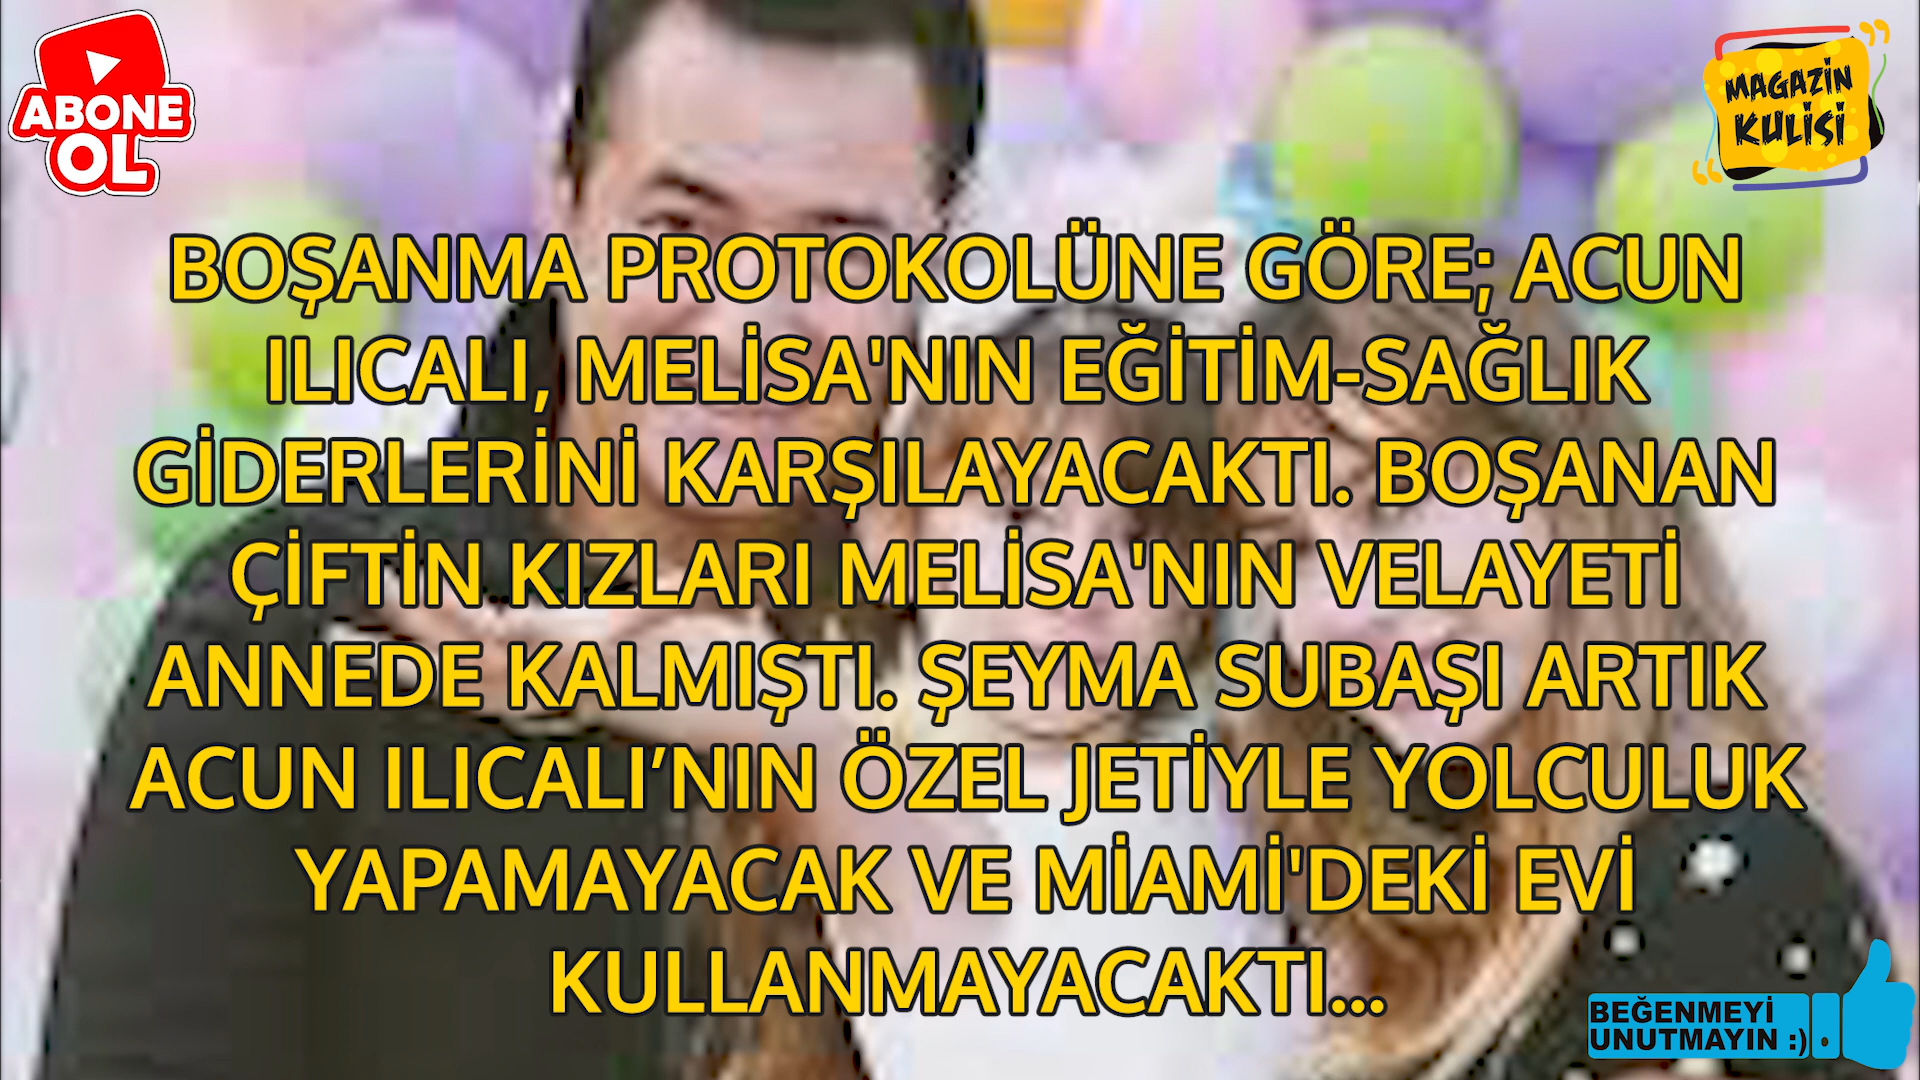 ABONE
OL
MAGAZİN
KULİSİ
BOŞANMA PROTOKOLÜNE GÖRE; ACUN
ILICALI, MELİSA'NIN EĞİTİM-SAĞLIK
GİDERLERİNİ KARŞILAYACAKTI. BOŞANAN
ÇİFTİN KIZLARI MELİSA'NIN VELAYETİ
ANNEDE KALMIŞTI. ŞEYMA SUBAŞI ARTIK
ACUN ILICALI’NIN ÖZEL JETİYLE YOLCULUK
YAPAMAYACAK VE MİAMİ'DEKİ EVİ
KULLANMAYACAKTI...
BEĞENMEYİ
UNUTMAYIN :)